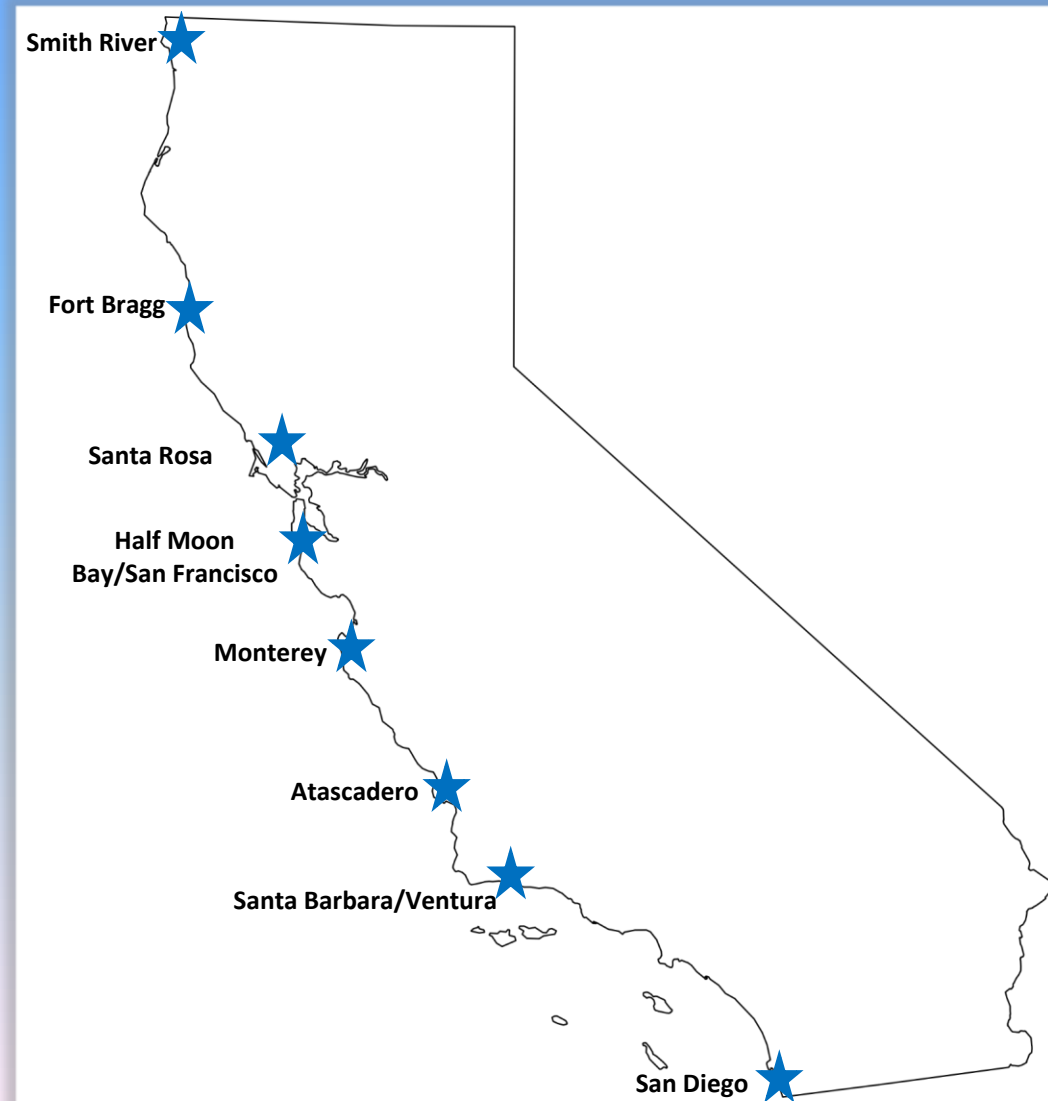 Smith River
Fort Bragg
Santa Rosa
Half Moon
Bay/San Francisco
Monterey
Atascadero
Santa Barbara/Ventura
San Diego